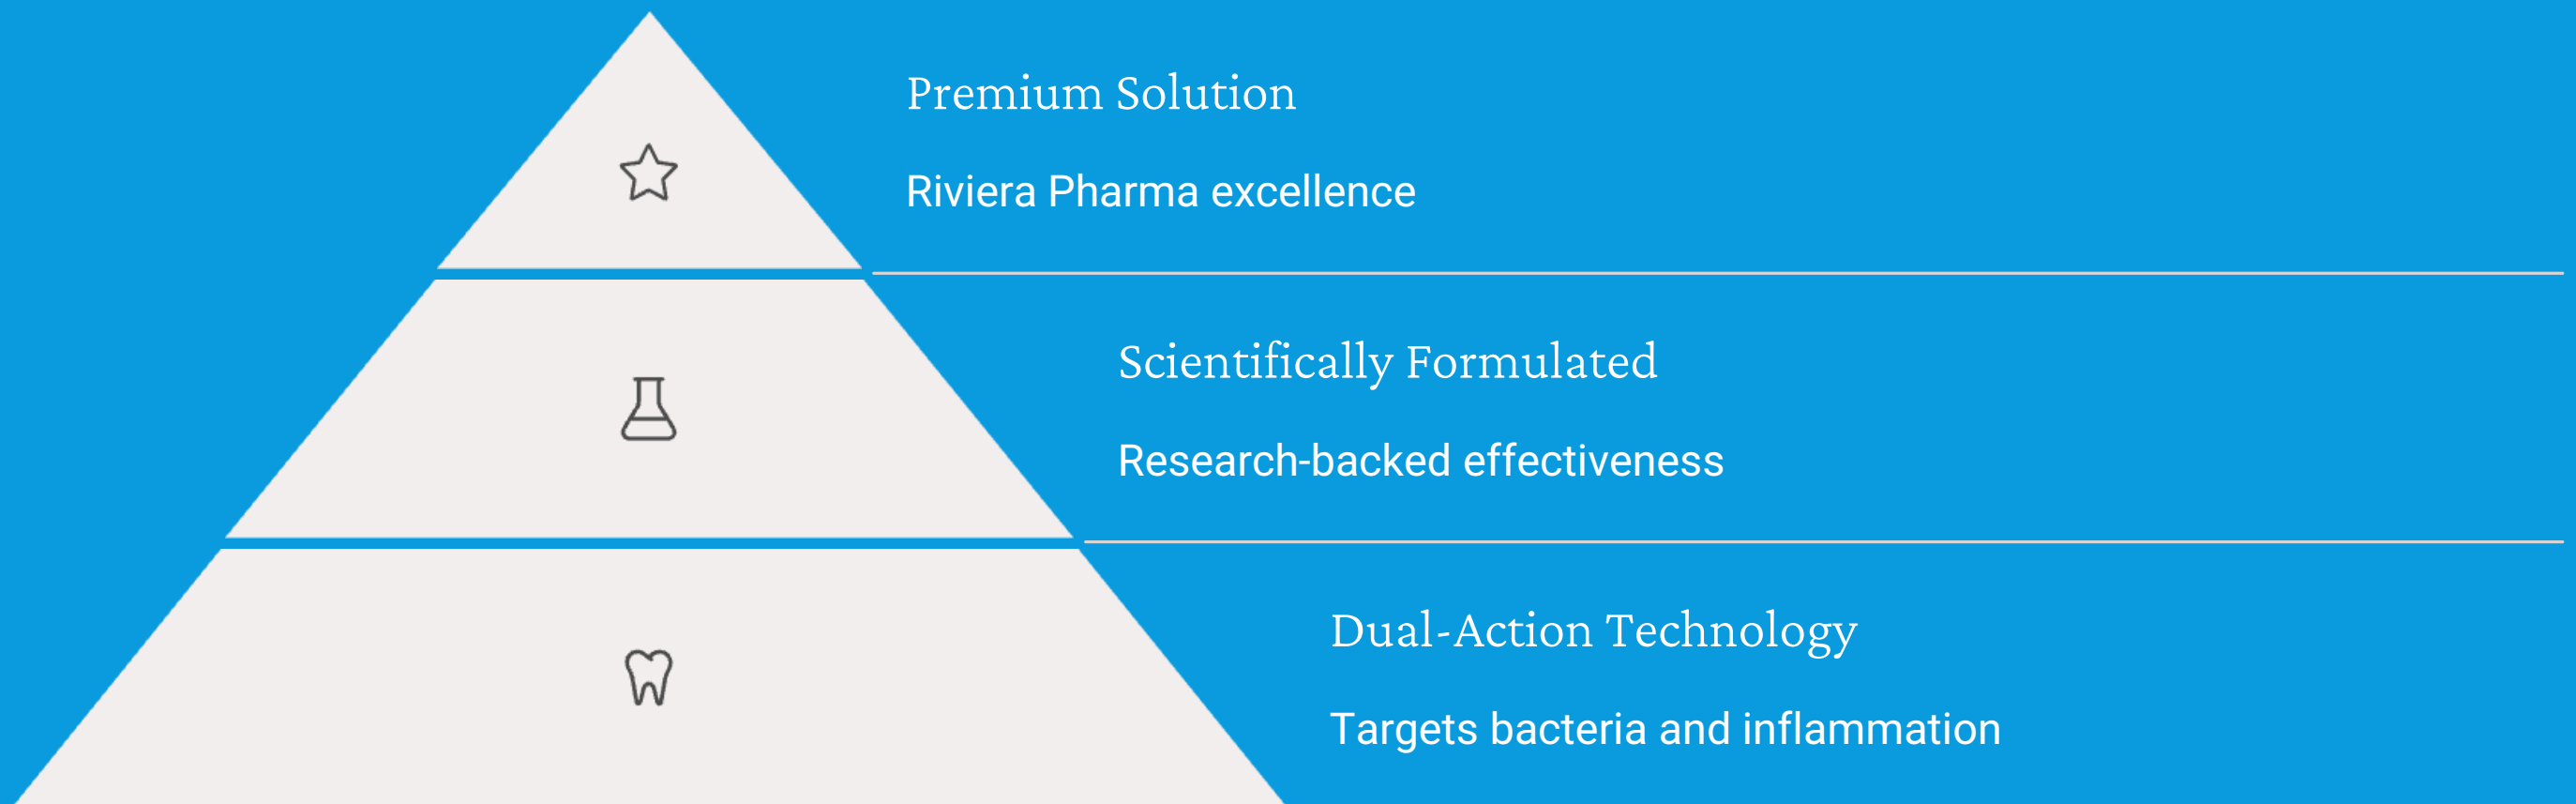 Premium Solution
Riviera Pharma excellence
Scientifically Formulated
Research-backed effectiveness
Dual-Action Technology
Targets bacteria and inflammation